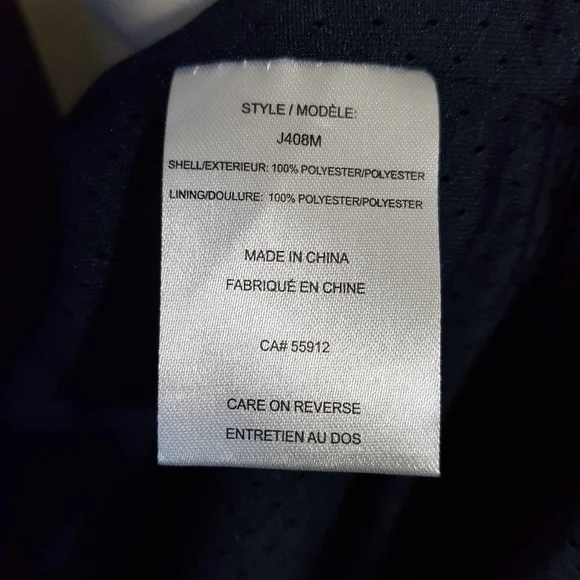 STYLE / MODÈLE:
J408M
SHELL/EXTERIEUR: 100% POLYESTER/POLYESTER
LINING/DOULURE: 100% POLYESTER/POLYESTER
MADE IN CHINA
FABRIQUÉ EN CHINE
CA# 55912
CARE ON REVERSE
ENTRETIEN AU DOS